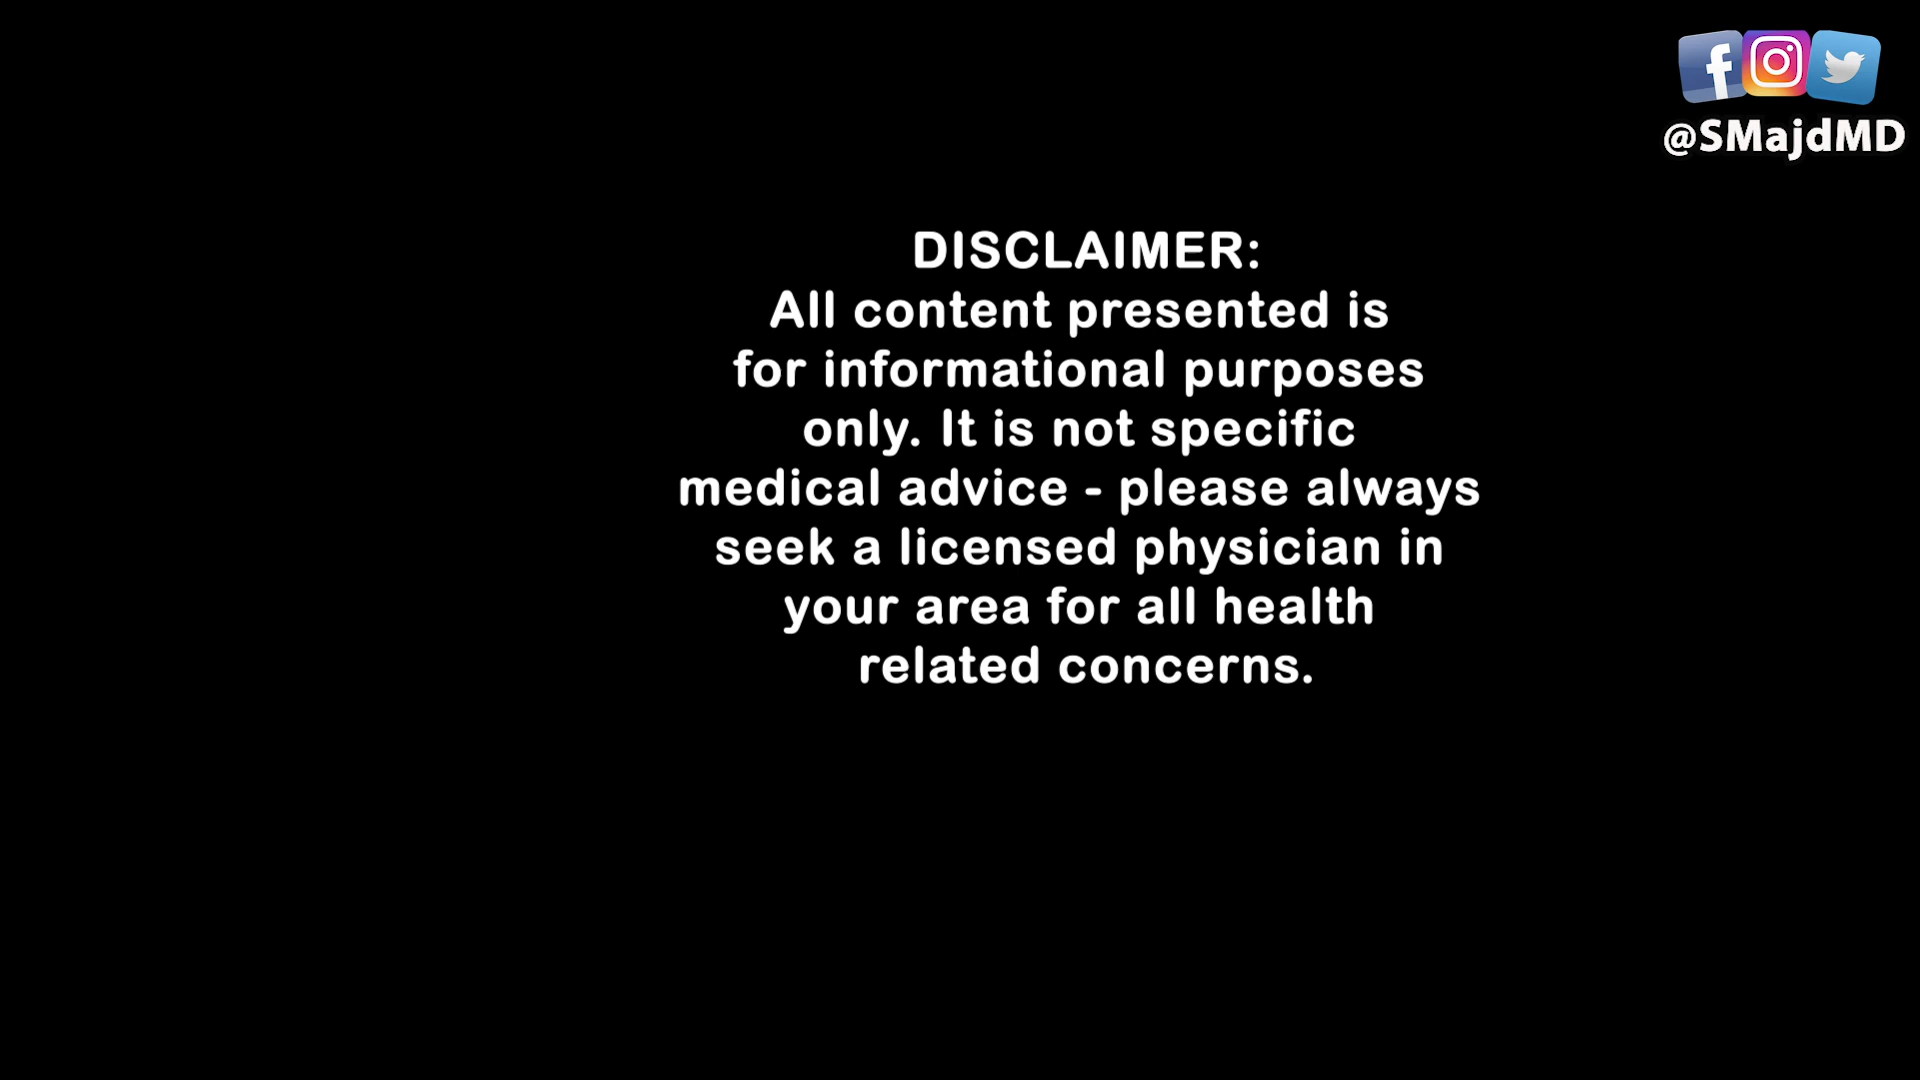 @SMajdMD
DISCLAIMER:
All content presented is
for informational purposes
only. It is not specific
medical advice - please always
seek a licensed physician in
your area for all health
related concerns.